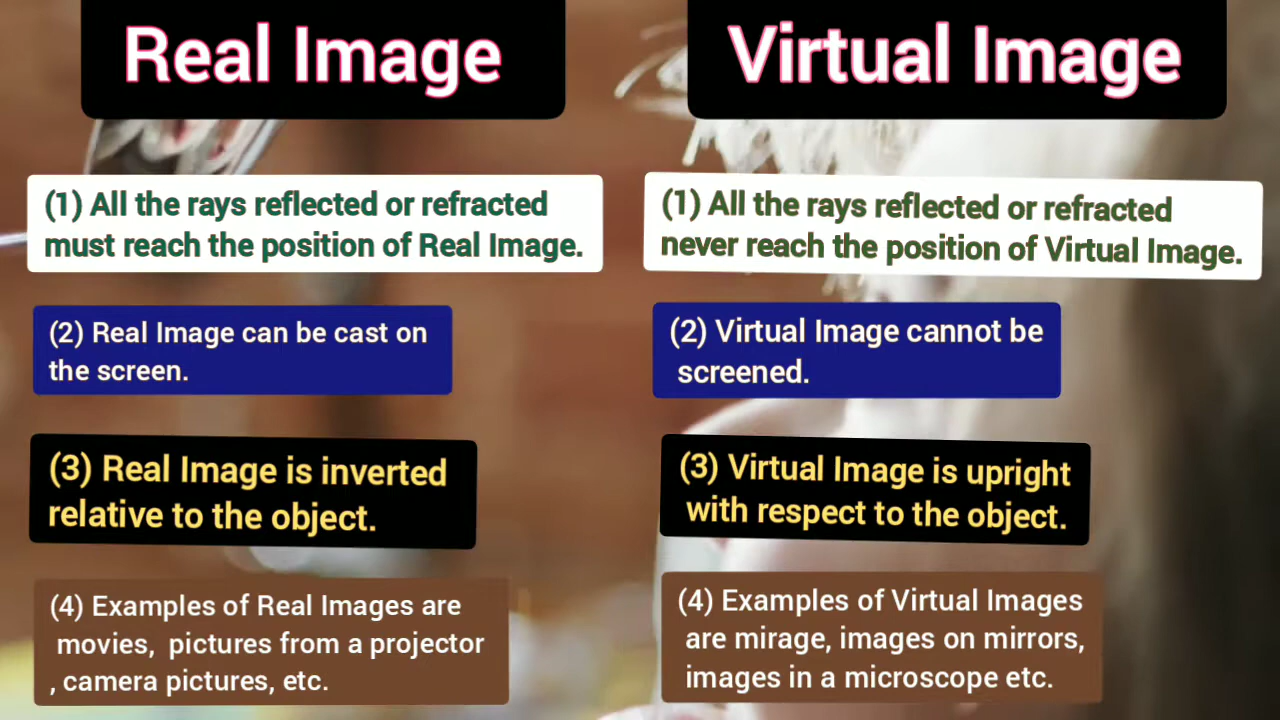 Real Image
(1) All the rays reflected or refracted
must reach the position of Real Image.
(2) Real Image can be cast on
the screen.
(3) Real Image is inverted
relative to the object.
(4) Examples of Real Images are
movies,  pictures from a projector
, camera pictures, etc.
Virtual Image
(1) All the rays reflected or refracted
never reach the position of Virtual Image.
(2) Virtual Image cannot be
screened.
(3) Virtual Image is upright
with respect to the object.
(4) Examples of Virtual Images
are mirage, images on mirrors,
images in a microscope etc.